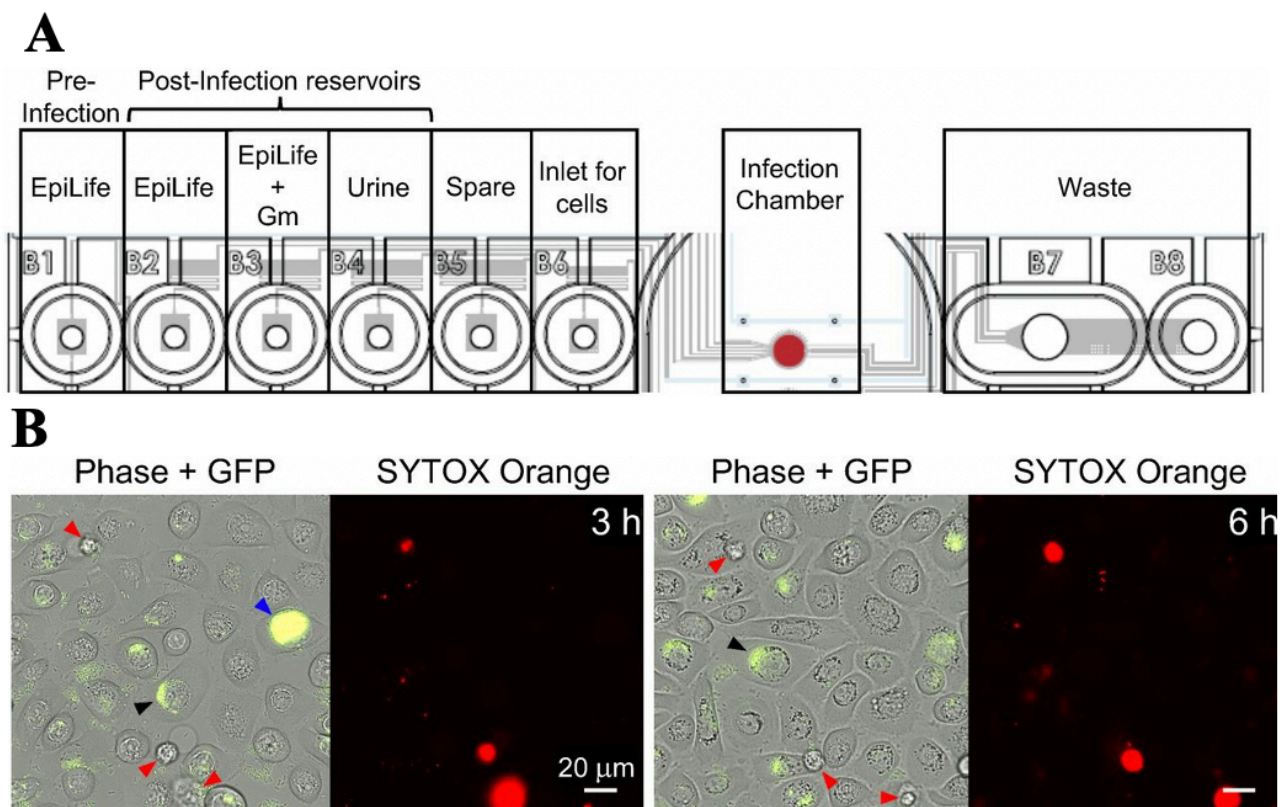 A
Pre-
Infection
Post-Infection reservoirs
EpiLife
EpiLife
EpiLife
+
Gm
Urine
Spare
Inlet for
cells
Infection
Chamber
Waste
B1
B2
B3
B4
B5
B6
B7
B8
B
Phase + GFP
SYTOX Orange
Phase + GFP
SYTOX Orange
3 h
6 h
20 μm